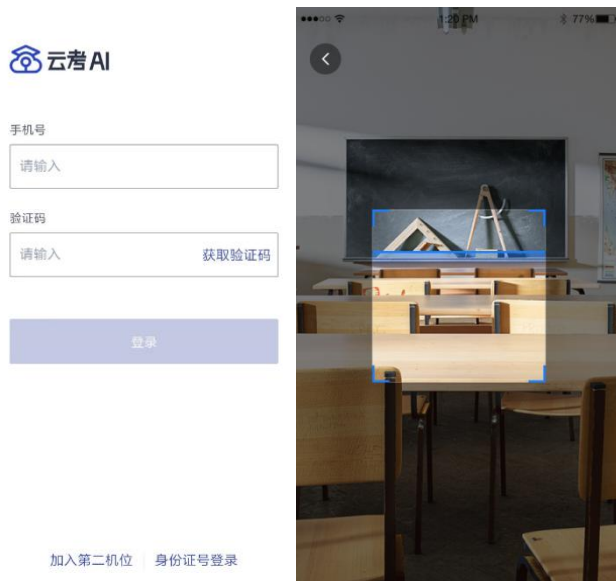 云考AI
手机号
请输入
验证码
请输入 获取验证码
登录
加入第二机位 身份证号登录
1:20 PM 77%